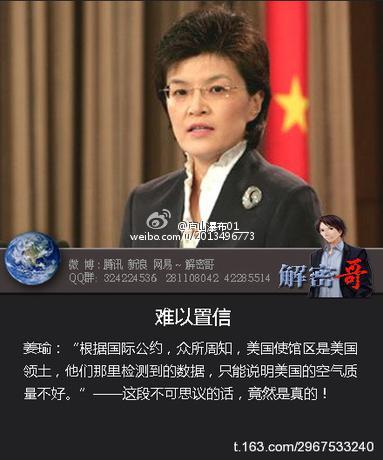 @庐山瀑布01
weibo.com/u/2013496773
微 博:腾讯 新浪 网易~解密哥
QQ群: 324224536 281108042 42285514
解密哥
难以置信
姜瑜：“根据国际公约，众所周知，美国使馆区是美国
领土，他们那里检测到的数据，只能说明美国的空气质
量不好。”——这段不可思议的话，竟然是真的！
t.163.com/2967533240